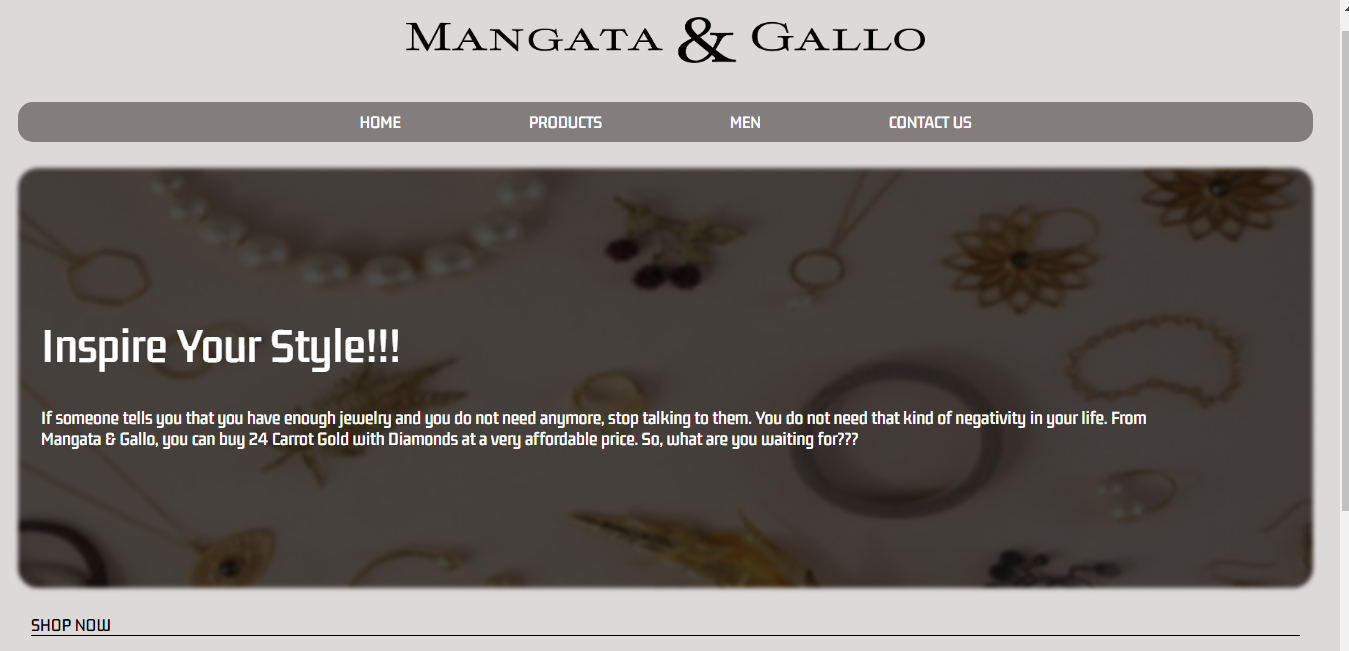 MANGATA & GALLO
HOME PRODUCTS MEN CONTACT US
Inspire Your Style!!!
If someone tells you that you have enough jewelry and you do not need anymore, stop talking to them. You do not need that kind of negativity in your life. From
Mangata & Gallo, you can buy 24 Carrot Gold with Diamonds at a very affordable price. So, what are you waiting for???
SHOP NOW